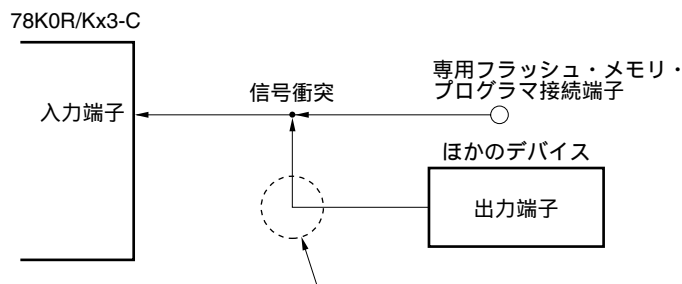 78K0R/Kx3-C
専用フラッシュ・メモリ・
プログラマ接続端子
信号衝突
入力端子
ほかのデバイス
出力端子